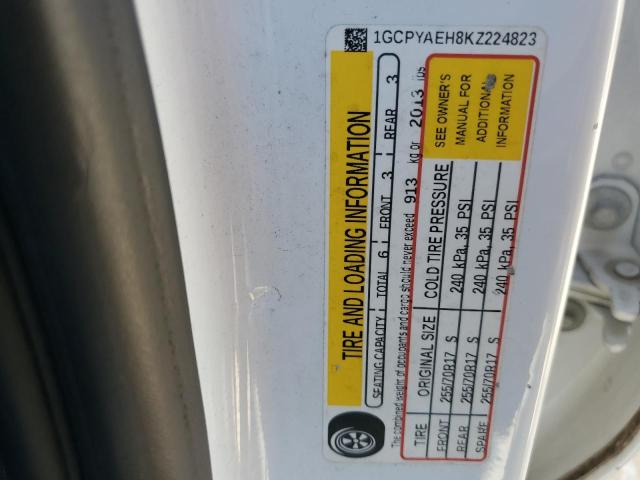 1GCPYAEH8KZ224823
TIRE AND LOADING INFORMATION
SEATING CAPACITY TOTAL 6 FRONT 3 REAR 3
The combined weight of occupants and cargo should never exceed 913 kg or 2013 lbs
TIRE ORIGINAL SIZE COLD TIRE PRESSURE
FRONT 255/70R17 S 240 kPa, 35 PSI
REAR 255/70R17 S 240 kPa, 35 PSI
SPARE 255/70R17 S 240 kPa, 35 PSI
SEE OWNER'S
MANUAL FOR
ADDITIONAL
INFORMATION